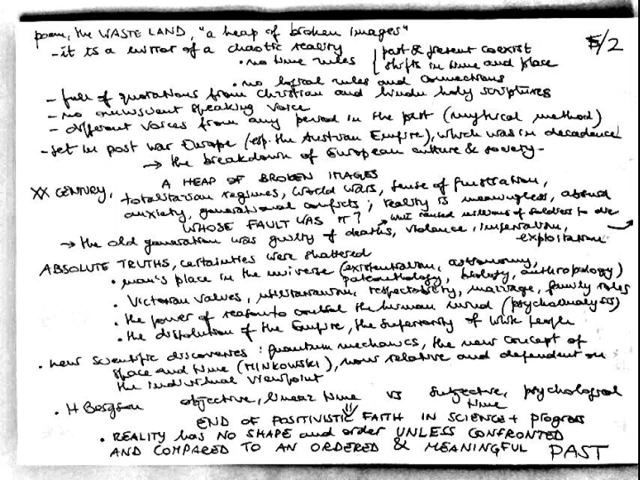 poem, the WASTE LAND, "a heap of broken images"
- it is a mirror of a chaotic reality
• no time rules
past & present coexist
shifts in time and place
5/2
• no logical rules and connections
- full of quotations from Christian and hindu holy scriptures
- no omniscient speaking voice
- different voices from any period in the past (mythical method)
- set in post war Europe (esp. the Austrian Empire), which was in decadence
→ the breakdown of European culture & society -
A HEAP OF BROKEN IMAGES
XX CENTURY, totalitarian regimes, world wars, sense of frustration,
anxiety, generational conflicts; reality is meaningless, absurd
WHOSE FAULT WAS IT? → that caused millions of soldiers to die
→ the old generation was guilty of deaths, violence, imperialism,
exploitation
ABSOLUTE TRUTHS, certainties were shattered
• man's place in the universe (existentialism, astronomy,
paleontology, biology, anthropology)
• Victorian values, utilitarianism, respectability, marriage, family roles
• the power of reason to control the human mind (psychoanalysis)
• the dissolution of the Empire, the superiority of white people
• new scientific discoveries: quantum mechanics, the new concept of
space and time (MINKOWSKI), now relative and dependent on
the individual viewpoint
• H Bergson objective, linear time vs subjective, psychological
time
END OF POSITIVISTIC FAITH IN SCIENCE + progress
• REALITY has NO SHAPE and order UNLESS CONFRONTED
AND COMPARED TO AN ORDERED & MEANINGFUL PAST